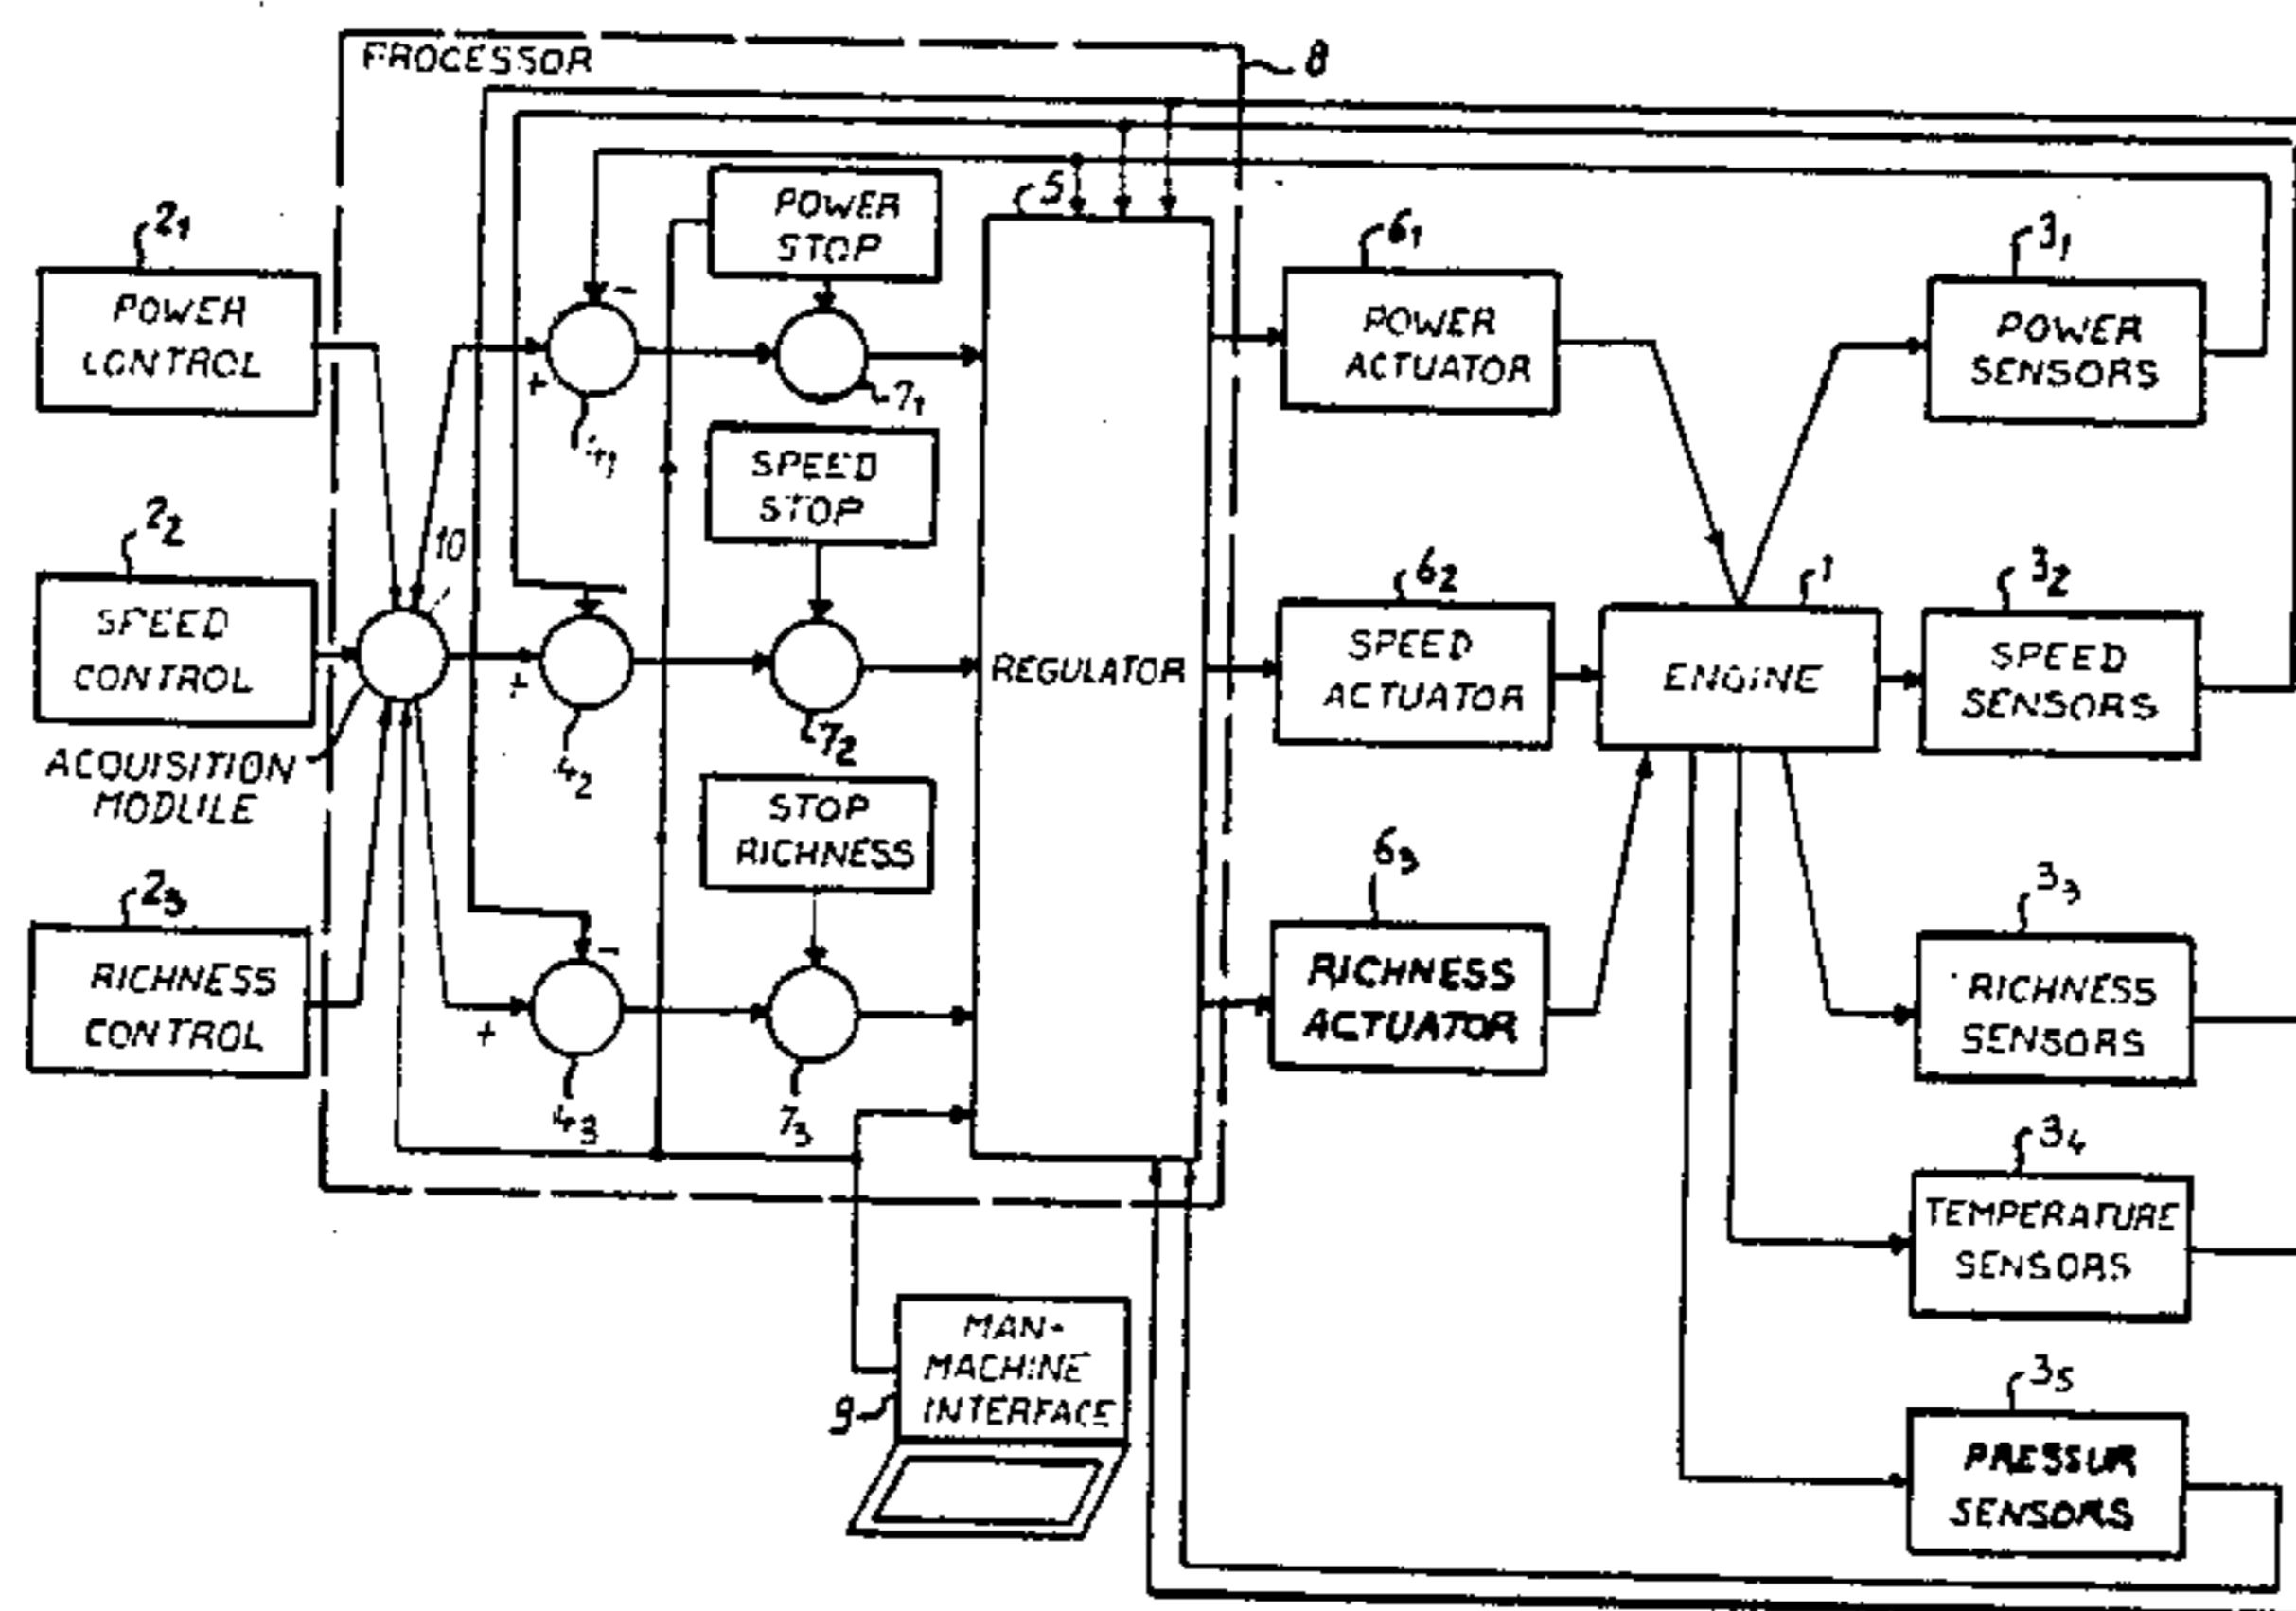 PROCESSOR
8
POWER
STOP
5
2₁
POWER
CONTROL
-
+
4₁
7₁
6₁
POWER
ACTUATOR
3₁
POWER
SENSORS
SPEED
STOP
2₂
SPEED
CONTROL
10
+
4₂
7₂
REGULATOR
6₂
SPEED
ACTUATOR
1
ENGINE
3₂
SPEED
SENSORS
ACQUISITION
MODULE
STOP
RICHNESS
2₃
RICHNESS
CONTROL
-
+
4₃
7₃
6₃
RICHNESS
ACTUATOR
3₃
RICHNESS
SENSORS
3₄
TEMPERATURE
SENSORS
MAN-
MACHINE
INTERFACE
9
3₅
PRESSUR
SENSORS